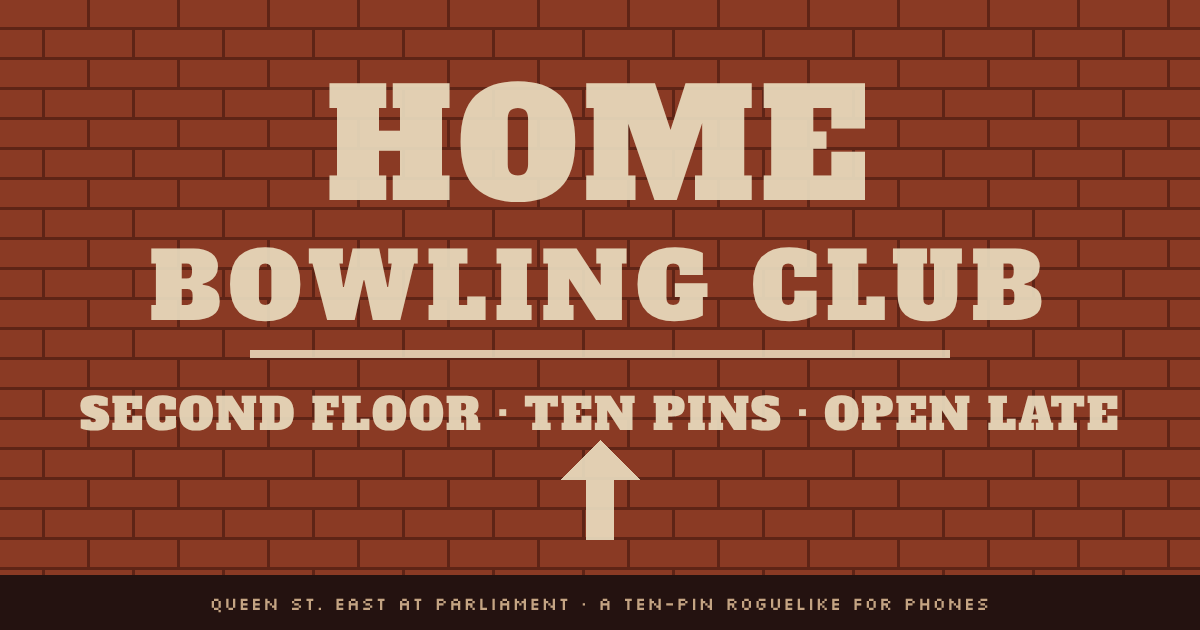 HOME
BOWLING CLUB
SECOND FLOOR · TEN PINS · OPEN LATE
QUEEN ST. EAST AT PARLIAMENT · A TEN-PIN ROGUELIKE FOR PHONES